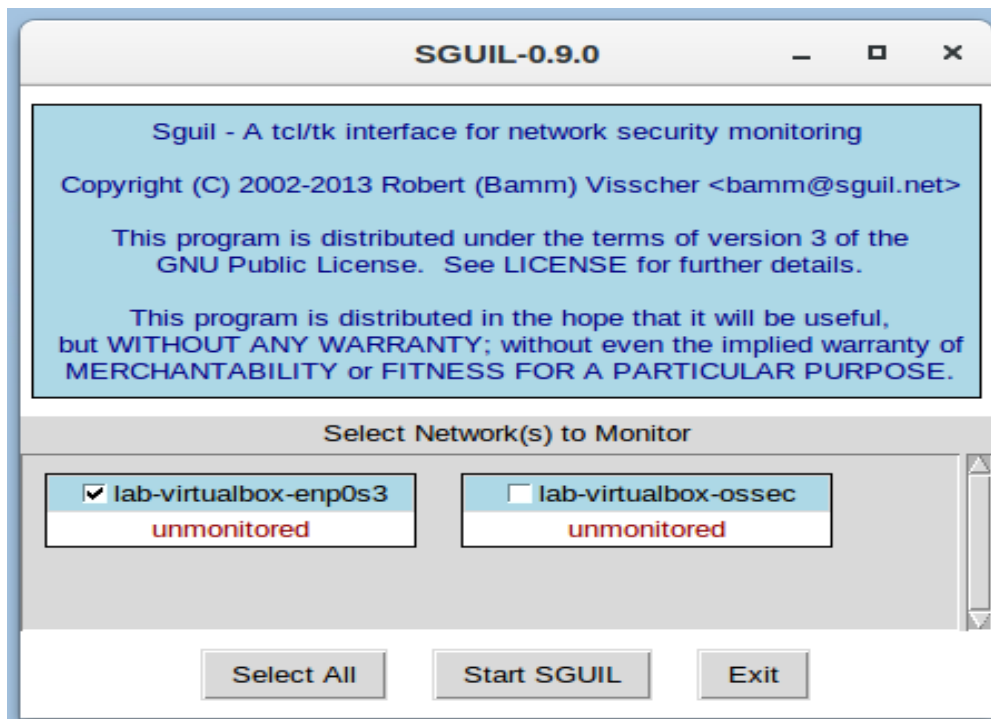 SGUIL-0.9.0
Sguil - A tcl/tk interface for network security monitoring
Copyright (C) 2002-2013 Robert (Bamm) Visscher <bamm@sguil.net>
This program is distributed under the terms of version 3 of the
GNU Public License. See LICENSE for further details.
This program is distributed in the hope that it will be useful,
but WITHOUT ANY WARRANTY; without even the implied warranty of
MERCHANTABILITY or FITNESS FOR A PARTICULAR PURPOSE.
Select Network(s) to Monitor
lab-virtualbox-enp0s3 lab-virtualbox-ossec
unmonitored unmonitored
Select All Start SGUIL Exit